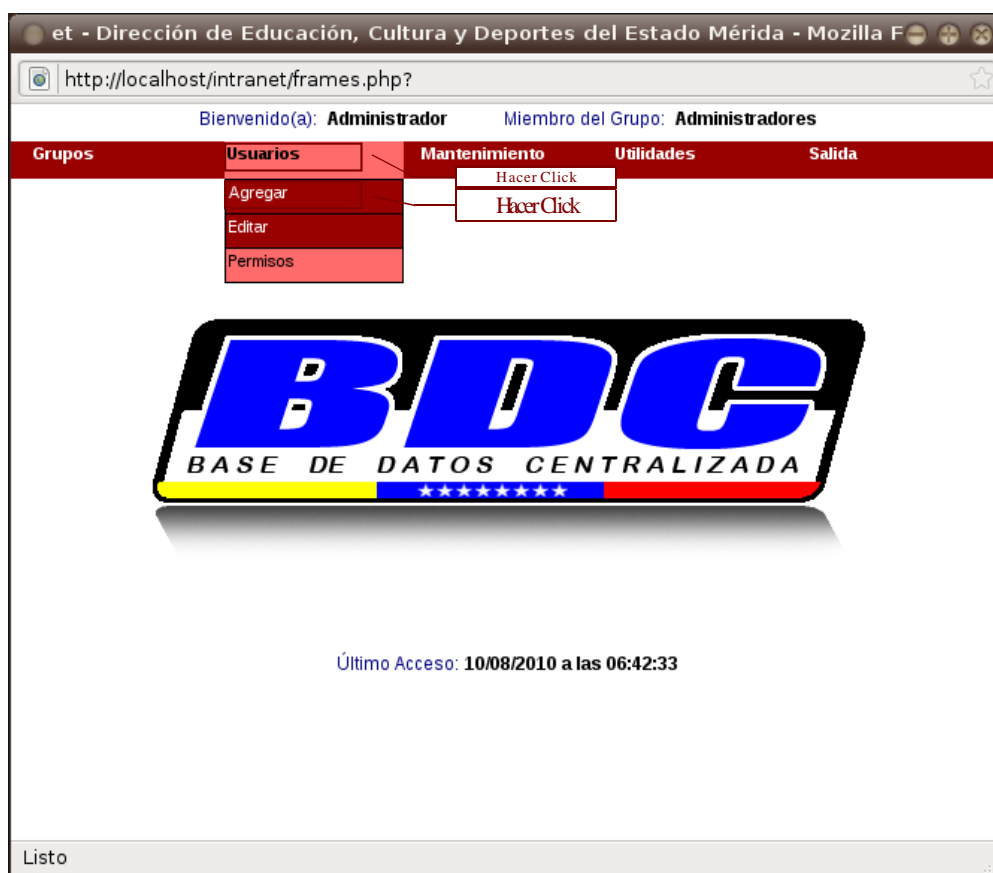 et - Dirección de Educación, Cultura y Deportes del Estado Mérida - Mozilla F
http://localhost/intranet/frames.php?
Bienvenido(a): Administrador Miembro del Grupo: Administradores
Grupos Usuarios Mantenimiento Utilidades Salida
Hacer Click
Agregar
Hacer Click
Editar
Permisos
BDC
BASE DE DATOS CENTRALIZADA
Último Acceso: 10/08/2010 a las 06:42:33
Listo